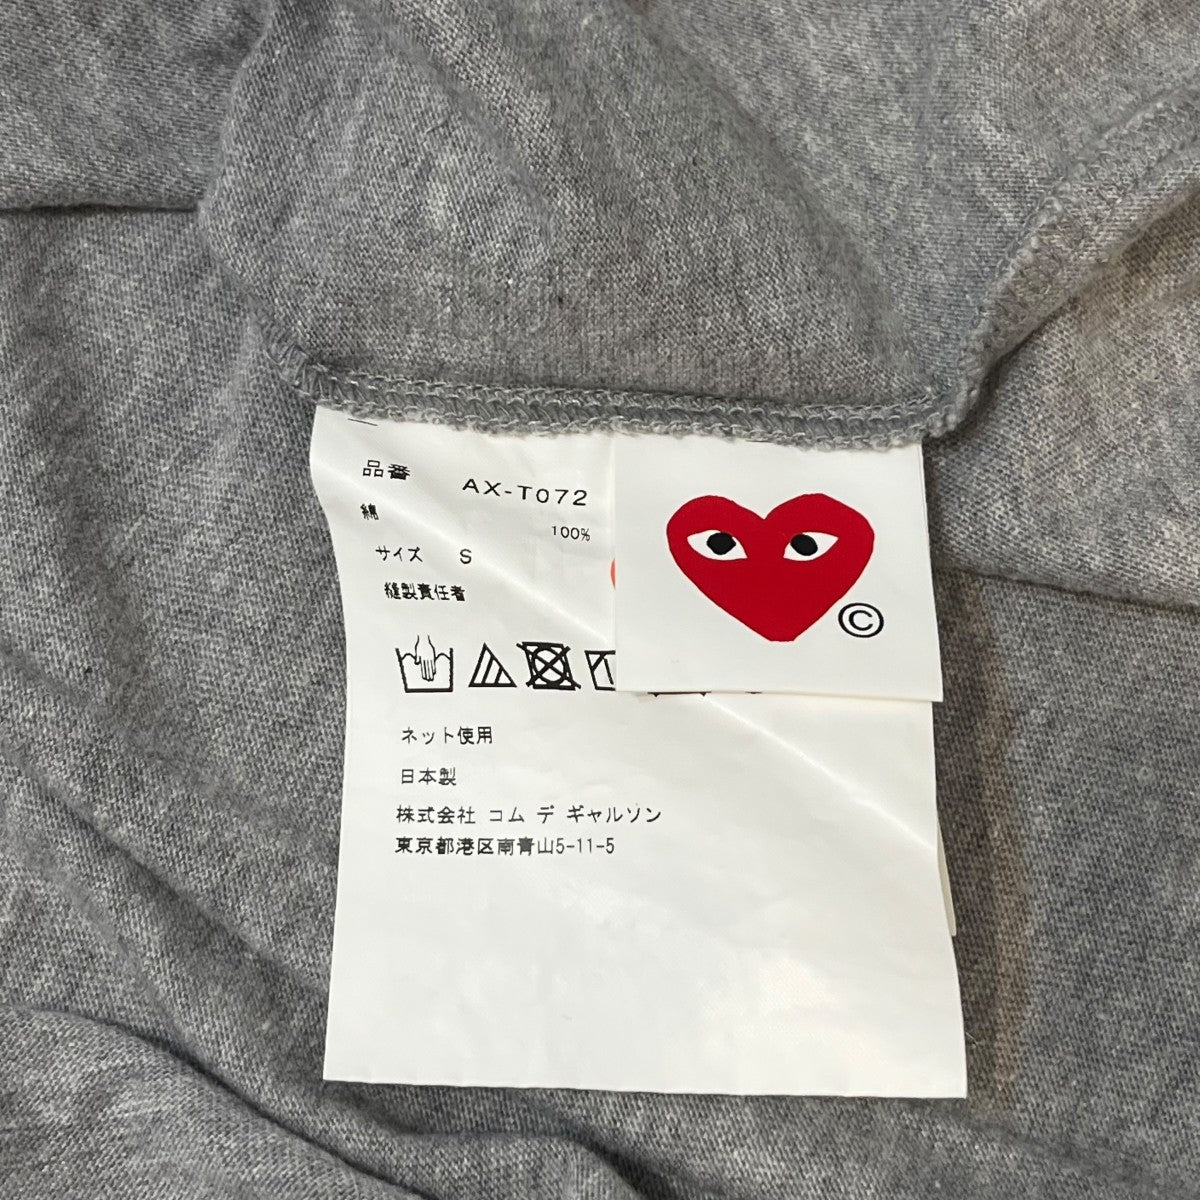 品番 AX-T072
綿 100%
サイズ S
縫製責任者
©
ネット使用
日本製
株式会社 コム デ ギャルソン
東京都港区南青山5-11-5